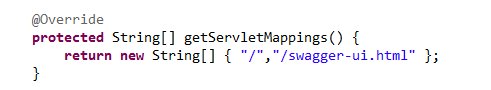 @Override
protected String[] getServletMappings() {
    return new String[] { "/","/swagger-ui.html" };
}